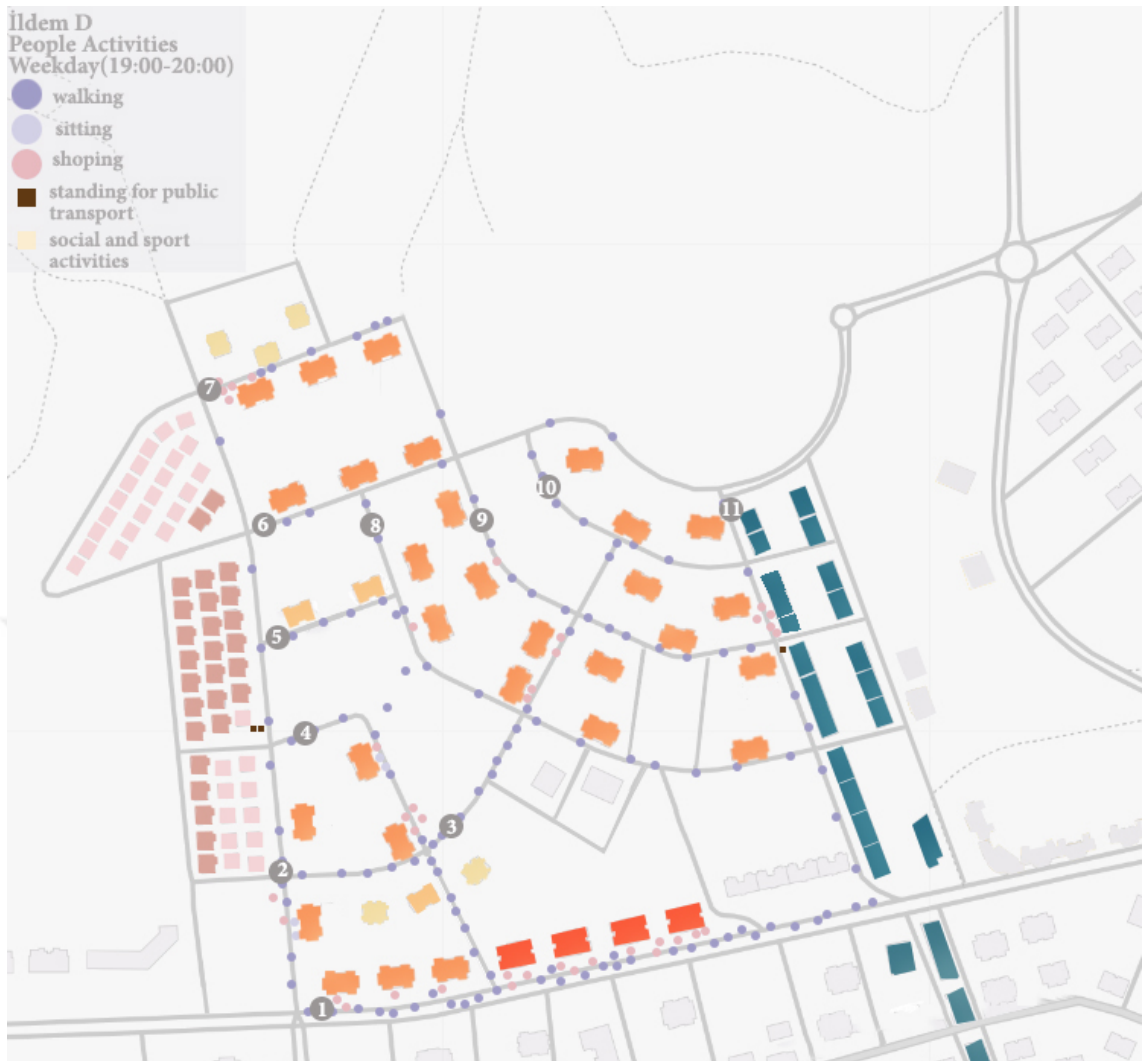 İldem D
People Activities
Weekday(19:00-20:00)
walking
sitting
shoping
standing for public
transport
social and sport
activities
7
10
11
6
8
9
5
4
3
2
1